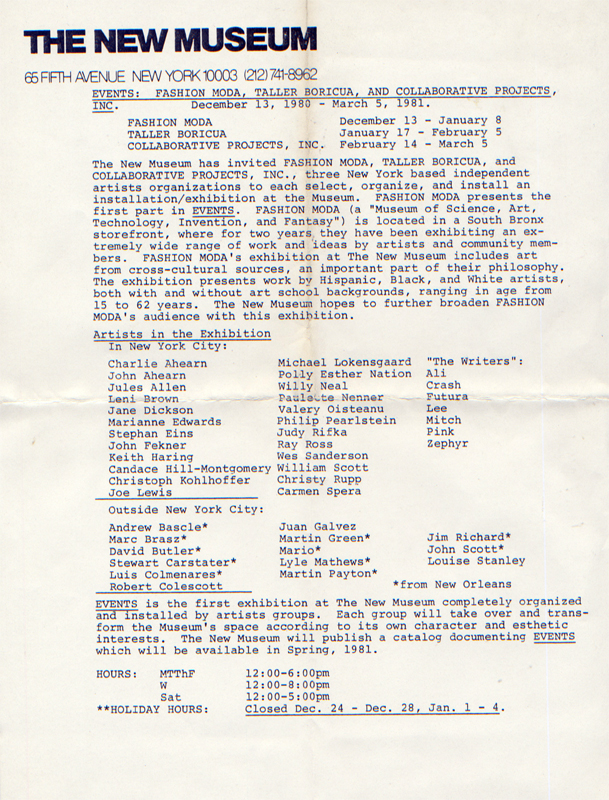 THE NEW MUSEUM
65 FIFTH AVENUE NEW YORK 10003 (212) 741-8962
EVENTS: FASHION MODA, TALLER BORICUA, AND COLLABORATIVE PROJECTS,
INC. December 13, 1980 - March 5, 1981.
FASHION MODA December 13 - January 8
TALLER BORICUA January 17 - February 5
COLLABORATIVE PROJECTS, INC. February 14 - March 5
The New Museum has invited FASHION MODA, TALLER BORICUA, and
COLLABORATIVE PROJECTS, INC., three New York based independent
artists organizations to each select, organize, and install an
installation/exhibition at the Museum. FASHION MODA presents the
first part in EVENTS. FASHION MODA (a "Museum of Science, Art,
Technology, Invention, and Fantasy") is located in a South Bronx
storefront, where for two years they have been exhibiting an ex-
tremely wide range of work and ideas by artists and community mem-
bers. FASHION MODA's exhibition at The New Museum includes art
from cross-cultural sources, an important part of their philosophy.
The exhibition presents work by Hispanic, Black, and White artists,
both with and without art school backgrounds, ranging in age from
15 to 62 years. The New Museum hopes to further broaden FASHION
MODA's audience with this exhibition.
Artists in the Exhibition
In New York City:
Charlie Ahearn Michael Lokensgaard "The Writers":
John Ahearn Polly Esther Nation Ali
Jules Allen Willy Neal Crash
Leni Brown Paulette Nenner Futura
Jane Dickson Valery Oisteanu Lee
Marianne Edwards Philip Pearlstein Mitch
Stephan Eins Judy Rifka Pink
John Fekner Ray Ross Zephyr
Keith Haring Wes Sanderson
Candace Hill-Montgomery William Scott
Christoph Kohlhoffer Christy Rupp
Joe Lewis Carmen Spera
Outside New York City:
Andrew Bascle* Juan Galvez
Marc Brasz* Martin Green* Jim Richard*
David Butler* Mario* John Scott*
Stewart Carstater* Lyle Mathews* Louise Stanley
Luis Colmenares* Martin Payton*
Robert Colescott *from New Orleans
EVENTS is the first exhibition at The New Museum completely organized
and installed by artists groups. Each group will take over and trans-
form the Museum's space according to its own character and esthetic
interests. The New Museum will publish a catalog documenting EVENTS
which will be available in Spring, 1981.
HOURS: MTThF 12:00-6:00pm
W 12:00-8:00pm
Sat 12:00-5:00pm
**HOLIDAY HOURS: Closed Dec. 24 - Dec. 28, Jan. 1 - 4.